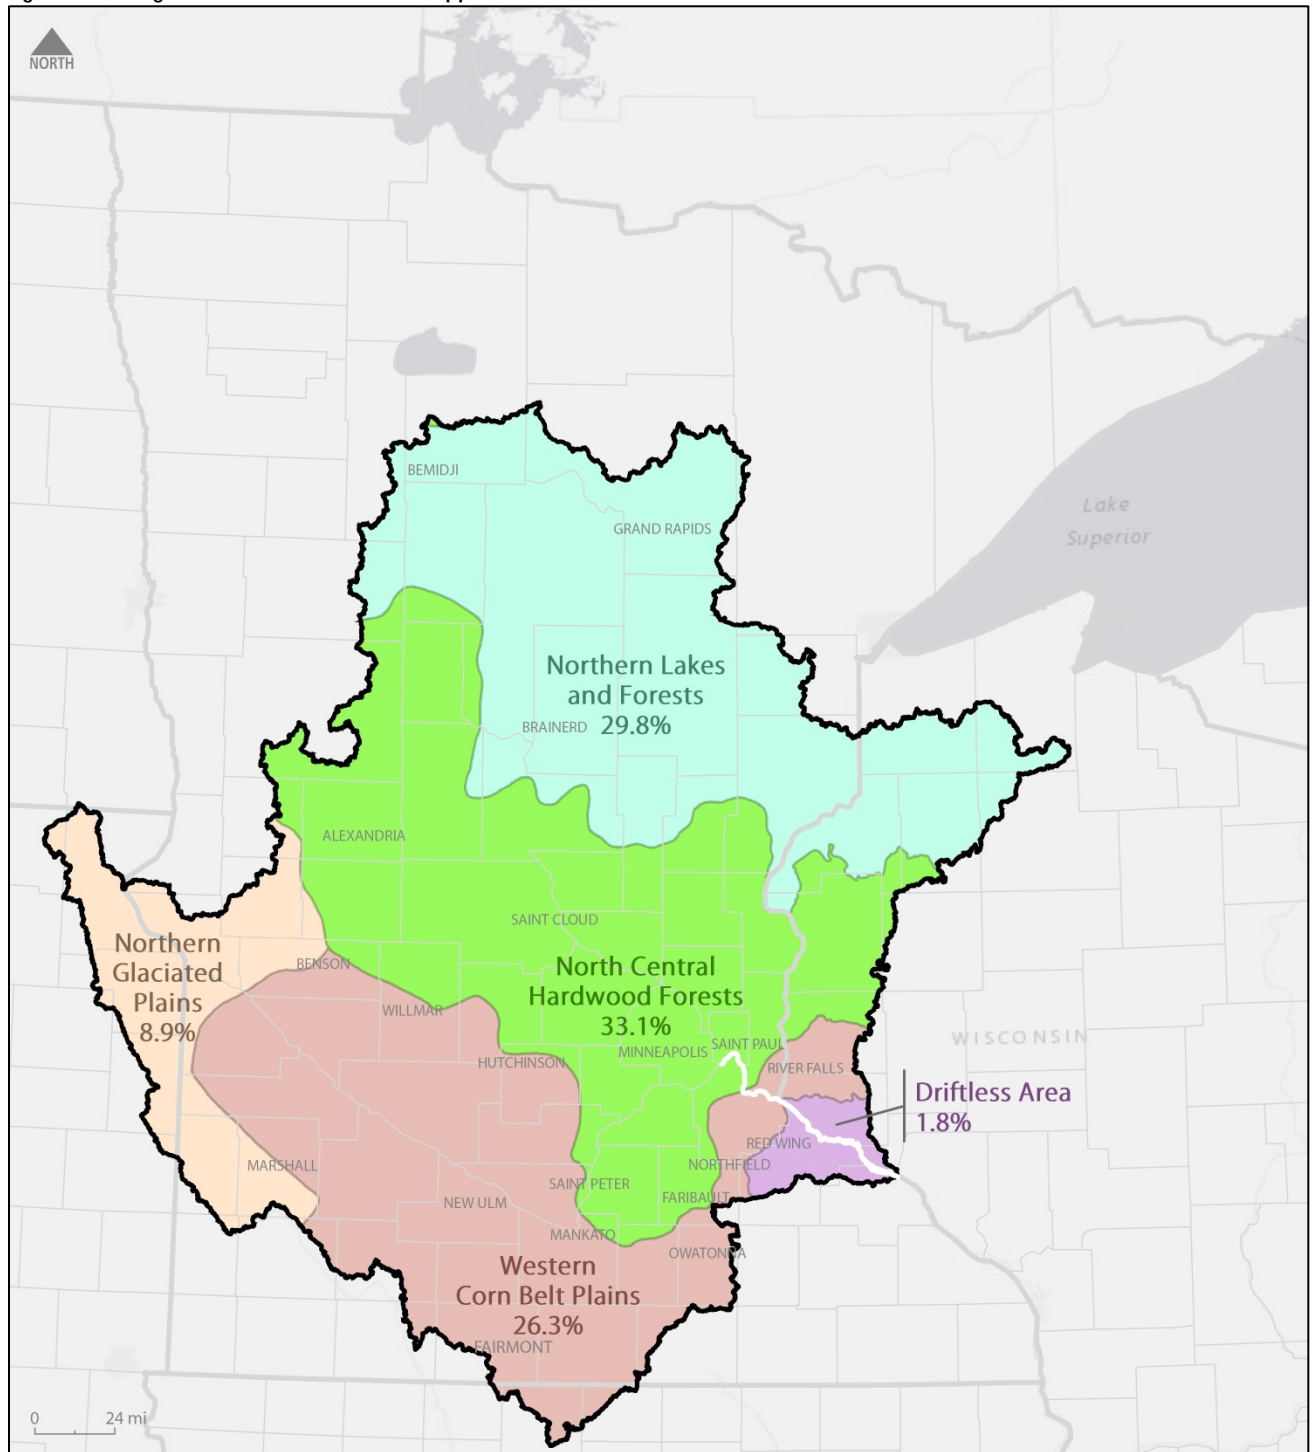 NORTH
BEMIDJI
GRAND RAPIDS
Lake
Superior
Northern Lakes
and Forests
29.8%
BRAINERD
ALEXANDRIA
SAINT CLOUD
Northern
Glaciated
Plains
8.9%
BENSON
North Central
Hardwood Forests
33.1%
WILLMAR
WISCONSIN
SAINT PAUL
MINNEAPOLIS
HUTCHINSON
RIVER FALLS
Driftless Area
1.8%
RED WING
MARSHALL
NORTHFIELD
SAINT PETER
FARIBAULT
NEW ULM
MANKATO
OWATONNA
Western
Corn Belt Plains
26.3%
FAIRMONT
0 24 mi